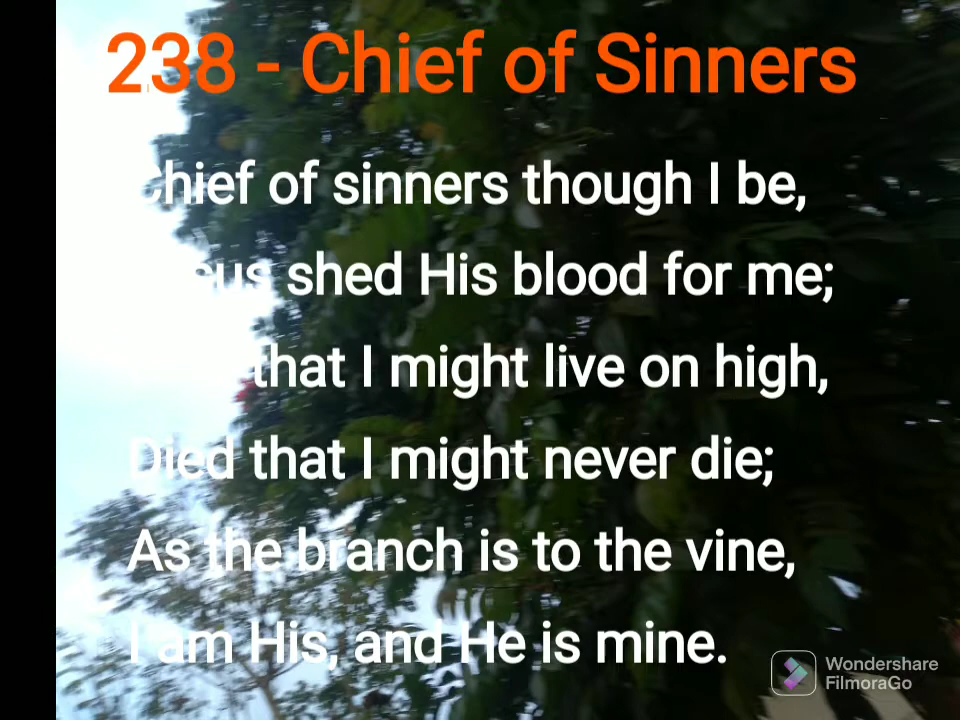 238 - Chief of Sinners
Chief of sinners though I be,
shed His blood for me;
that I might live on high,
Died that I might never die;
As the branch is to the vine,
I am His, and He is mine.
Wondershare
FilmoraGo